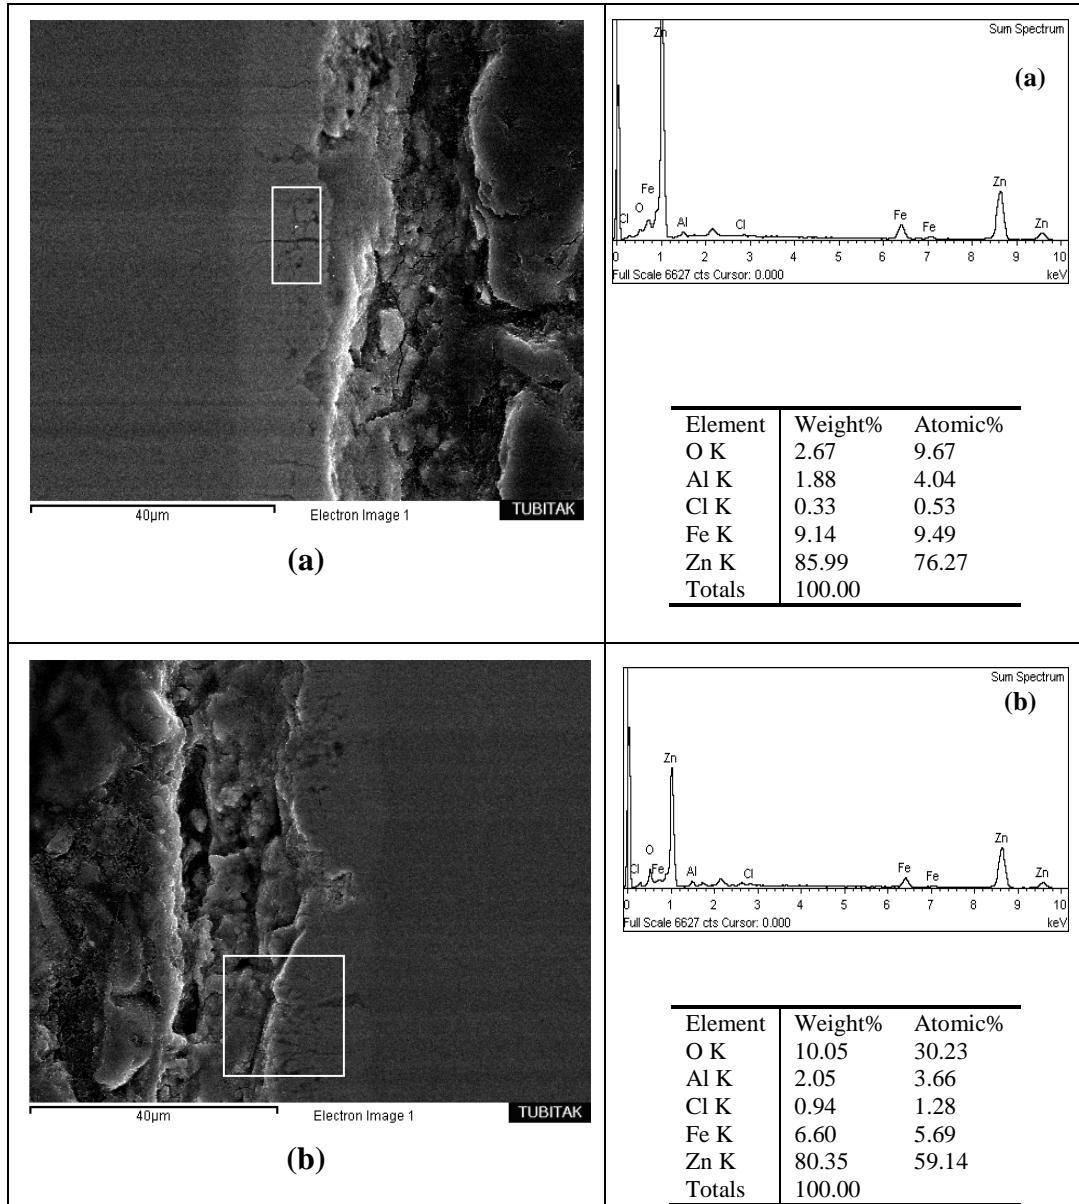 TUBITAK
40µm
Electron Image 1
(a)
Sum Spectrum
(a)
Zn
Fe
O
Cl
Al
Cl
Fe
Fe
Zn
Zn
0 1 2 3 4 5 6 7 8 9 10
Full Scale 6627 cts Cursor: 0.000 keV
Element Weight% Atomic%
O K 2.67 9.67
Al K 1.88 4.04
Cl K 0.33 0.53
Fe K 9.14 9.49
Zn K 85.99 76.27
Totals 100.00
TUBITAK
40µm
Electron Image 1
(b)
Sum Spectrum
(b)
Zn
O
Cl
Fe
Al
Cl
Fe
Fe
Zn
Zn
0 1 2 3 4 5 6 7 8 9 10
Full Scale 6627 cts Cursor: 0.000 keV
Element Weight% Atomic%
O K 10.05 30.23
Al K 2.05 3.66
Cl K 0.94 1.28
Fe K 6.60 5.69
Zn K 80.35 59.14
Totals 100.00